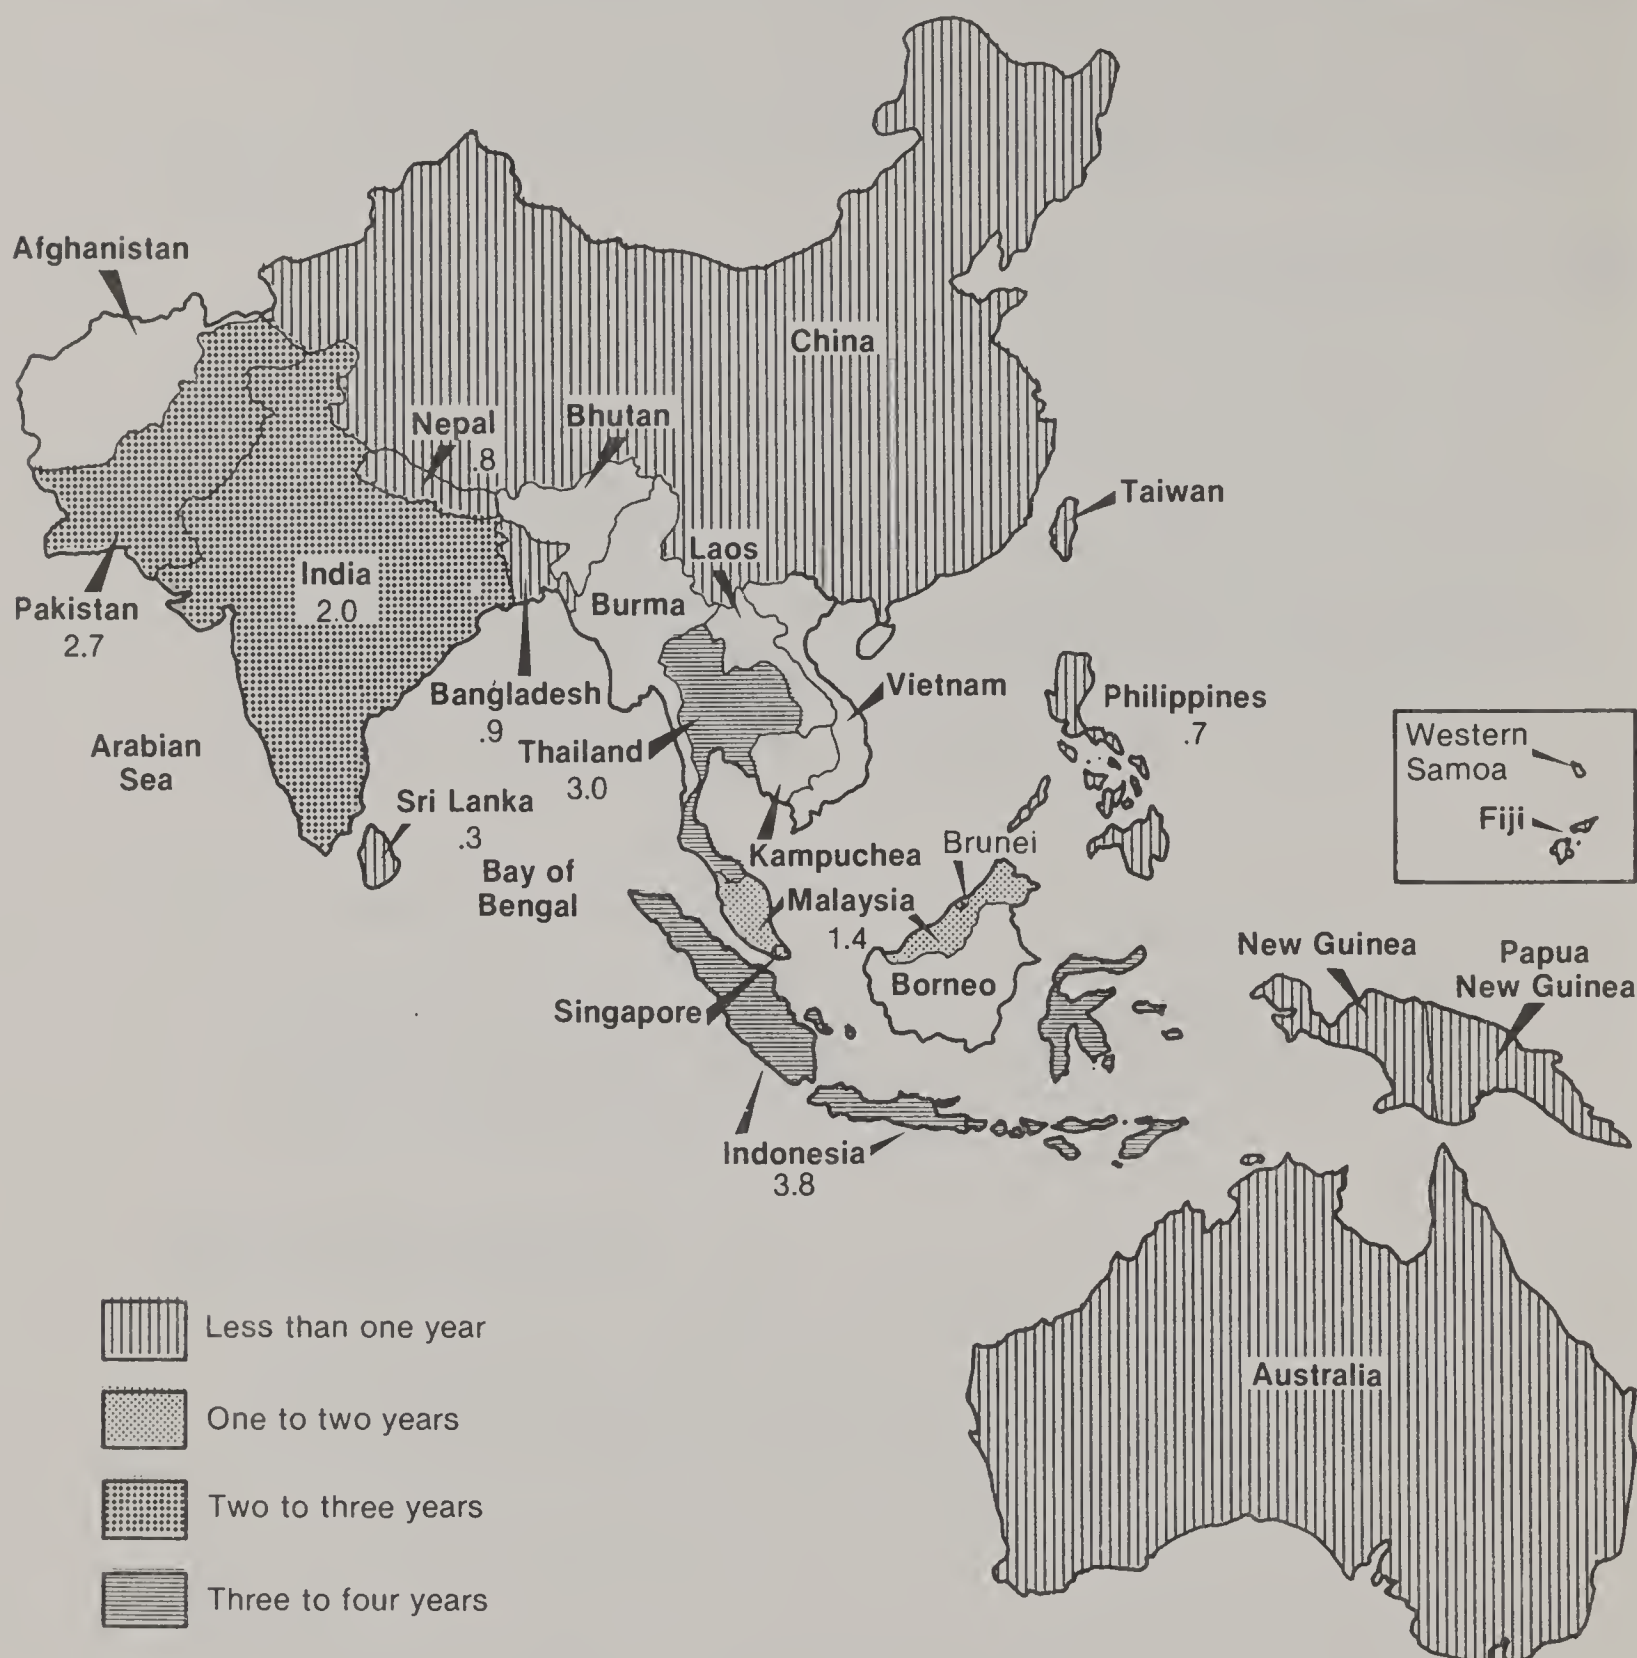 Afghanistan
China
Nepal
.8
Bhutan
Taiwan
Laos
India
2.0
Pakistan
2.7
Burma
Vietnam
Bangladesh
.9
Philippines
.7
Arabian
Sea
Thailand
3.0
Western
Samoa
Fiji
Sri Lanka
.3
Kampuchea
Brunei
Bay of
Bengal
Malaysia
1.4
Borneo
New Guinea
Papua
New Guinea
Singapore
Indonesia
3.8
Less than one year
Australia
One to two years
Two to three years
Three to four years